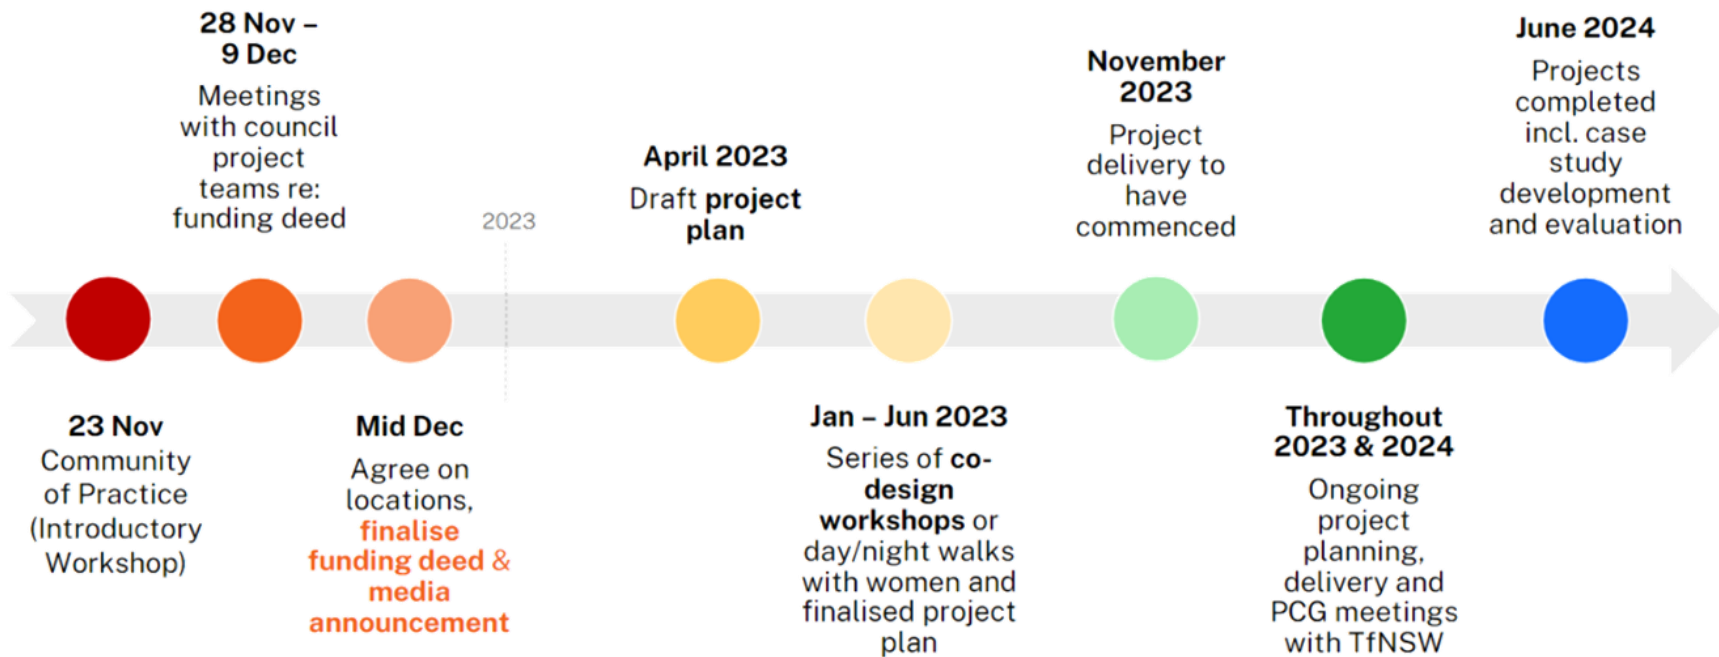 28 Nov –
9 Dec
Meetings
with council
project
teams re:
funding deed
2023
April 2023
Draft project
plan
November
2023
Project
delivery to
have
commenced
June 2024
Projects
completed
incl. case
study
development
and evaluation
23 Nov
Community
of Practice
(Introductory
Workshop)
Mid Dec
Agree on
locations,
finalise
funding deed &
media
announcement
Jan – Jun 2023
Series of co-
design
workshops or
day/night walks
with women and
finalised project
plan
Throughout
2023 & 2024
Ongoing
project
planning,
delivery and
PCG meetings
with TfNSW